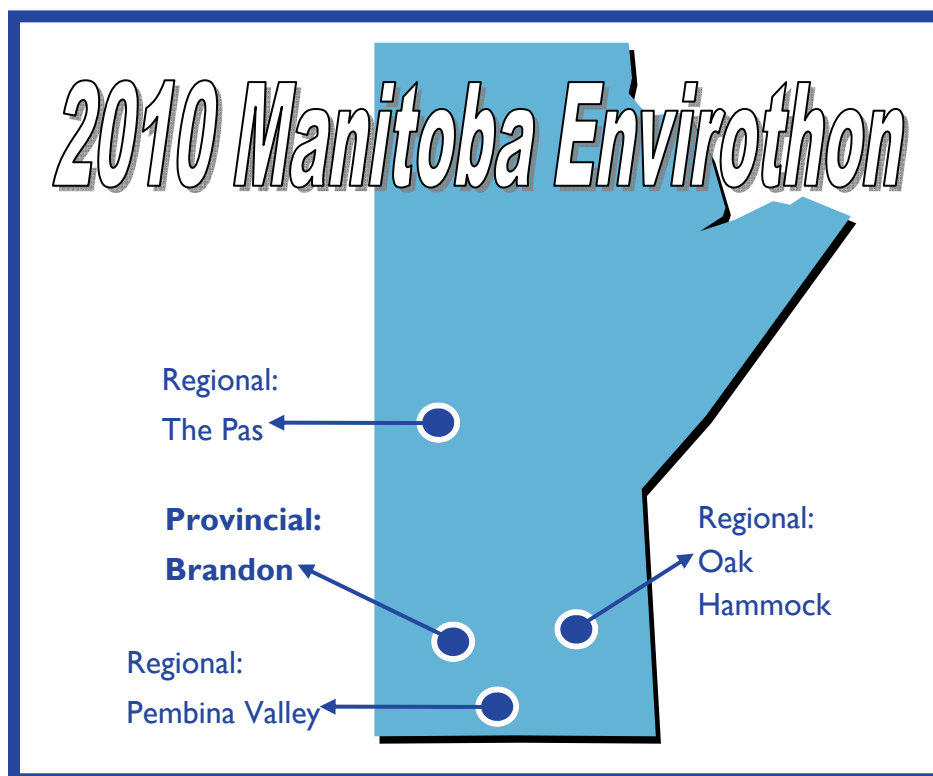 2010 Manitoba Envirothon
Regional:
The Pas
Provincial:
Brandon
Regional:
Oak
Hammock
Regional:
Pembina Valley